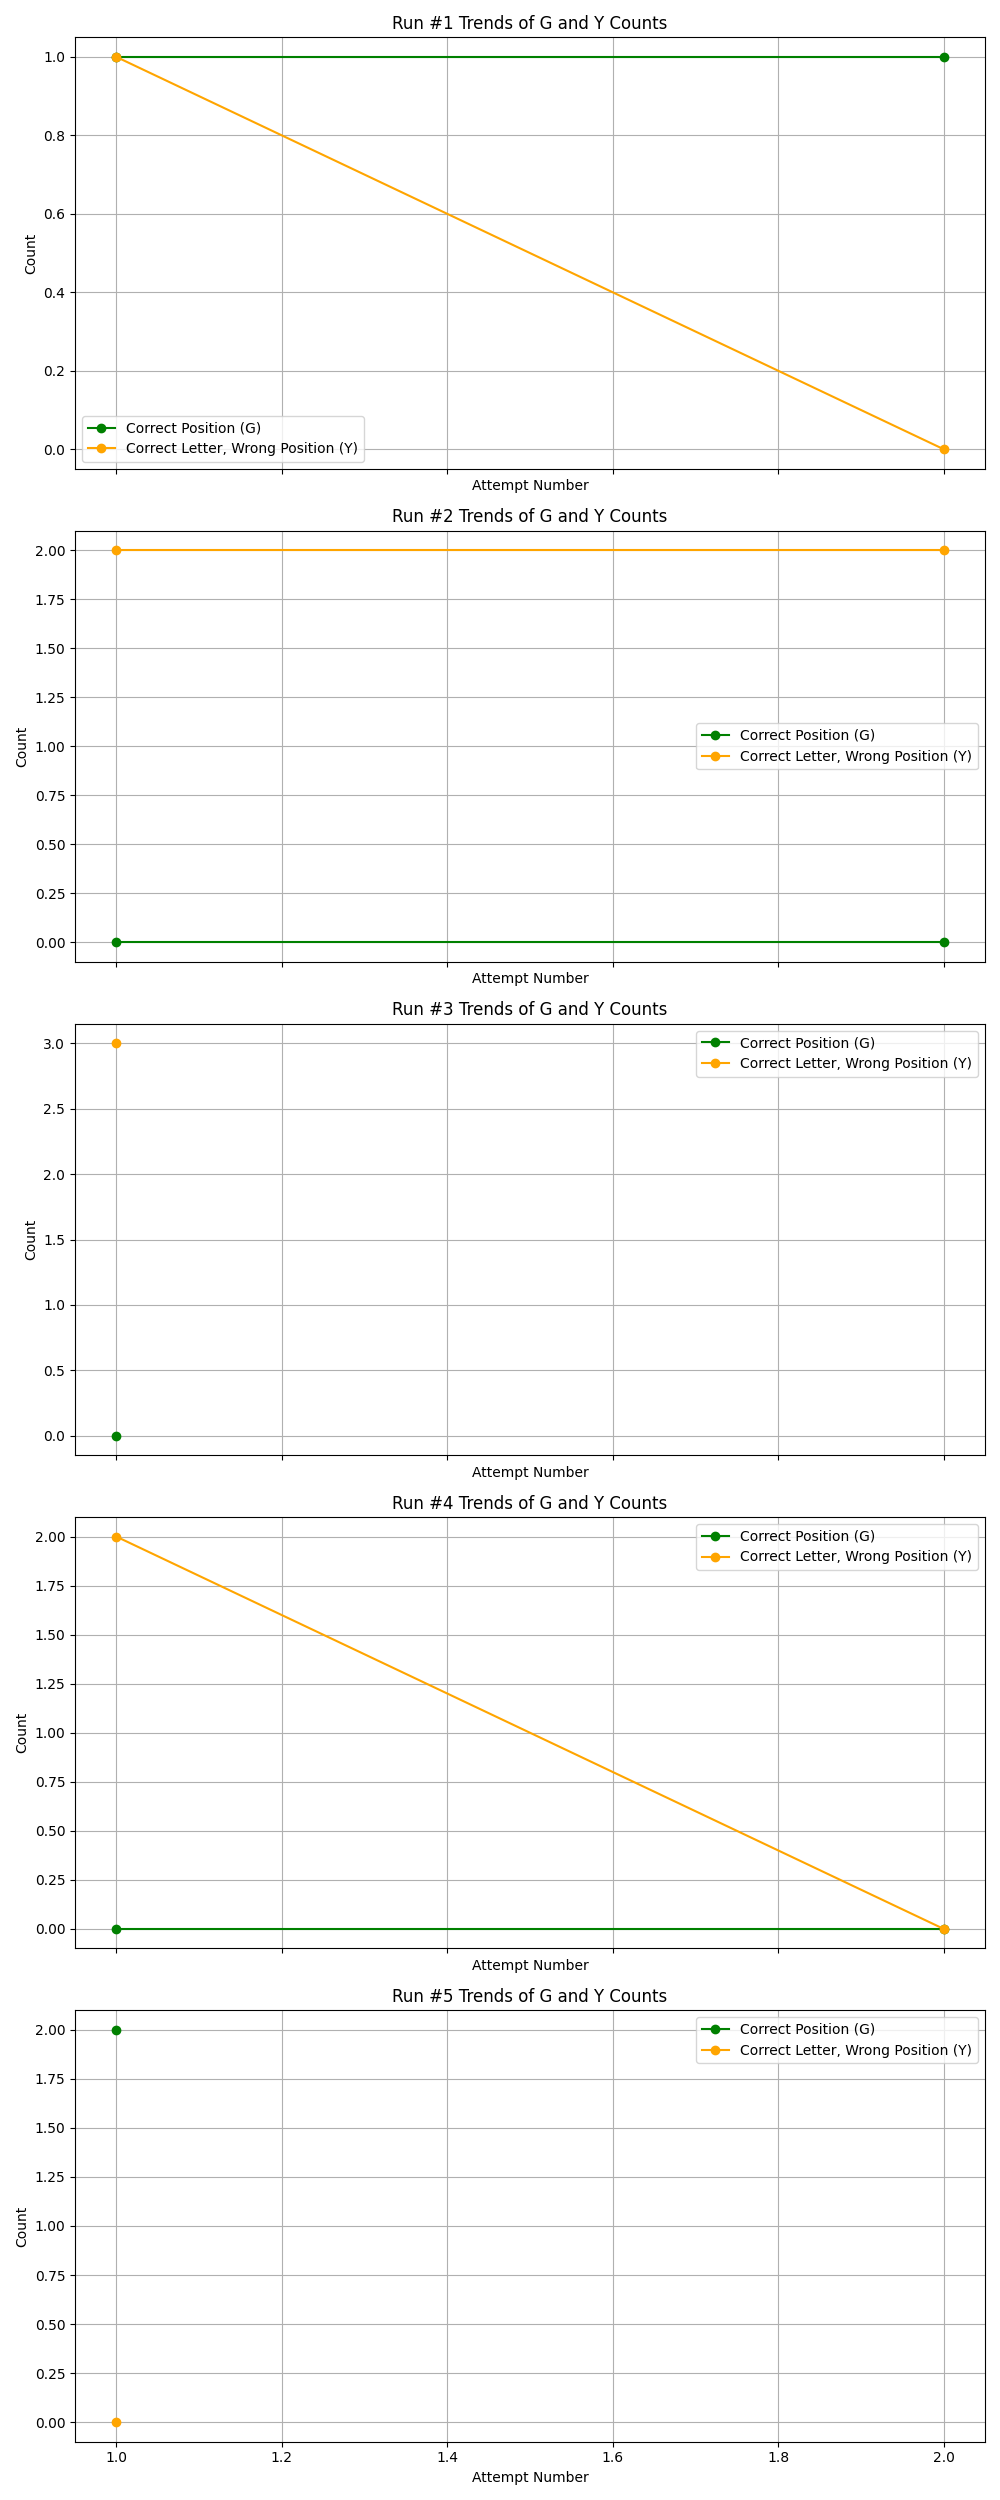 Run #1 Trends of G and Y Counts
1.0
0.8
0.6
0.4
0.2
0.0
Count
Correct Position (G)
Correct Letter, Wrong Position (Y)
Attempt Number
Run #2 Trends of G and Y Counts
2.00
1.75
1.50
1.25
1.00
0.75
0.50
0.25
0.00
Count
Correct Position (G)
Correct Letter, Wrong Position (Y)
Attempt Number
Run #3 Trends of G and Y Counts
3.0
2.5
2.0
1.5
1.0
0.5
0.0
Count
Correct Position (G)
Correct Letter, Wrong Position (Y)
Attempt Number
Run #4 Trends of G and Y Counts
2.00
1.75
1.50
1.25
1.00
0.75
0.50
0.25
0.00
Count
Correct Position (G)
Correct Letter, Wrong Position (Y)
Attempt Number
Run #5 Trends of G and Y Counts
2.00
1.75
1.50
1.25
1.00
0.75
0.50
0.25
0.00
Count
Correct Position (G)
Correct Letter, Wrong Position (Y)
1.0 1.2 1.4 1.6 1.8 2.0
Attempt Number